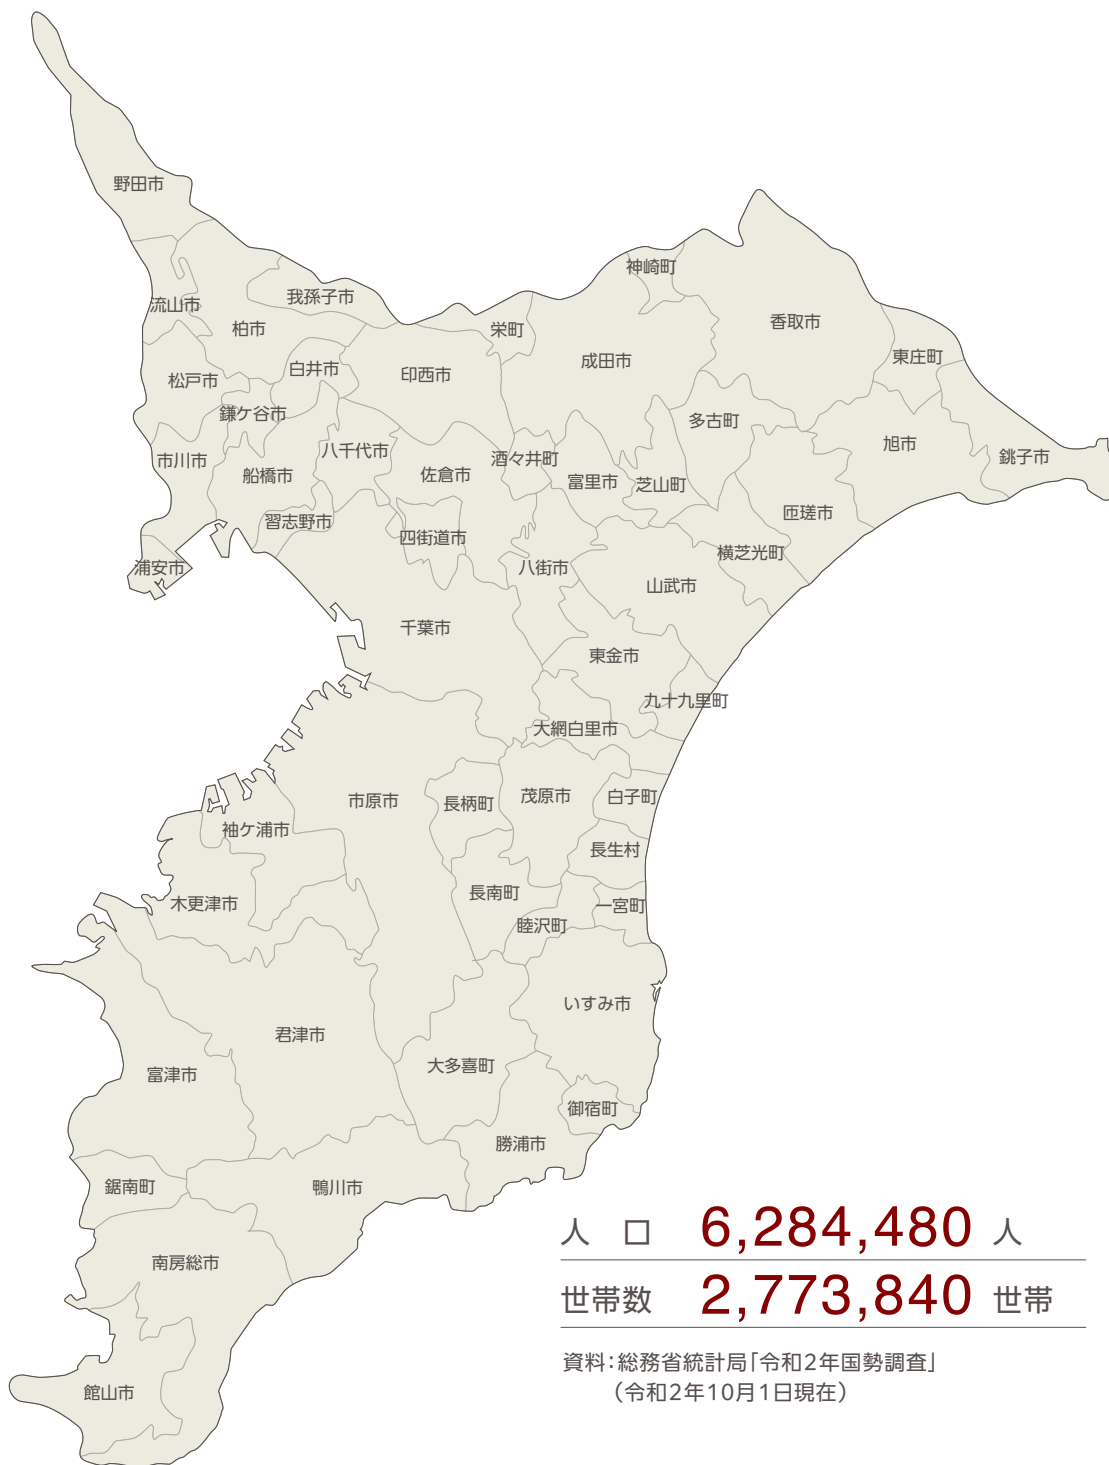 野田市
流山市
我孫子市
柏市
神崎町
香取市
栄町
成田市
東庄町
松戸市
白井市
印西市
鎌ケ谷市
多古町
旭市
市川市
船橋市
八千代市
佐倉市
酒々井町
富里市
芝山町
銚子市
習志野市
四街道市
匝瑳市
浦安市
八街市
横芝光町
山武市
千葉市
東金市
九十九里町
大網白里市
市原市
長柄町
茂原市
白子町
袖ケ浦市
長生村
木更津市
長南町
一宮町
睦沢町
いすみ市
君津市
富津市
大多喜町
御宿町
勝浦市
鋸南町
鴨川市
南房総市
館山市
人 口 6,284,480 人
世帯数 2,773,840 世帯
資料:総務省統計局「令和2年国勢調査」
(令和2年10月1日現在)